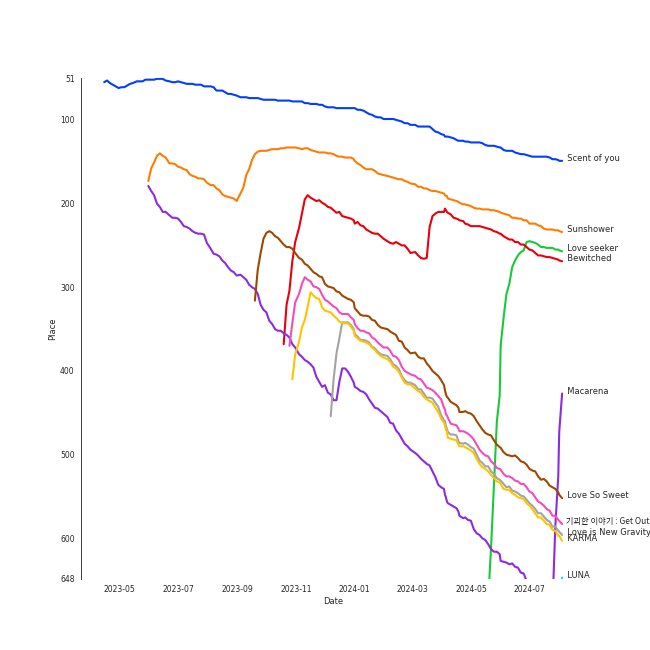 51
100
200
300
400
500
600
648
Place
2023-05
2023-07
2023-09
2023-11
2024-01
2024-03
2024-05
2024-07
Date
Scent of you
Sunshower
Love seeker
Bewitched
Macarena
Love So Sweet
기괴한 이야기 : Get Out
Love is New Gravity
KARMA
LUNA